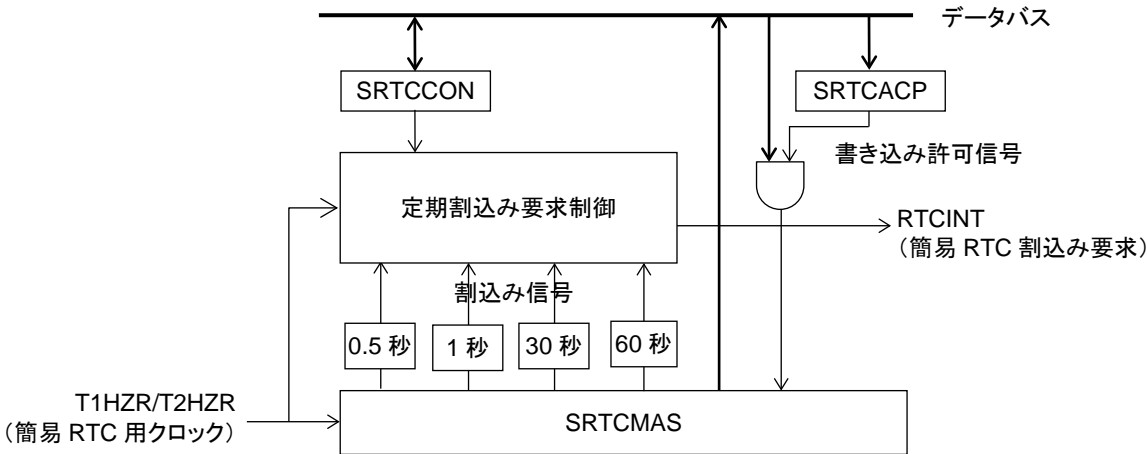 データバス
SRTCCON
SRTCACP
書き込み許可信号
定期割込み要求制御
RTCINT
（簡易 RTC 割込み要求）
割込み信号
0.5 秒
1 秒
30 秒
60 秒
T1HZR/T2HZR
（簡易 RTC 用クロック）
SRTCMAS